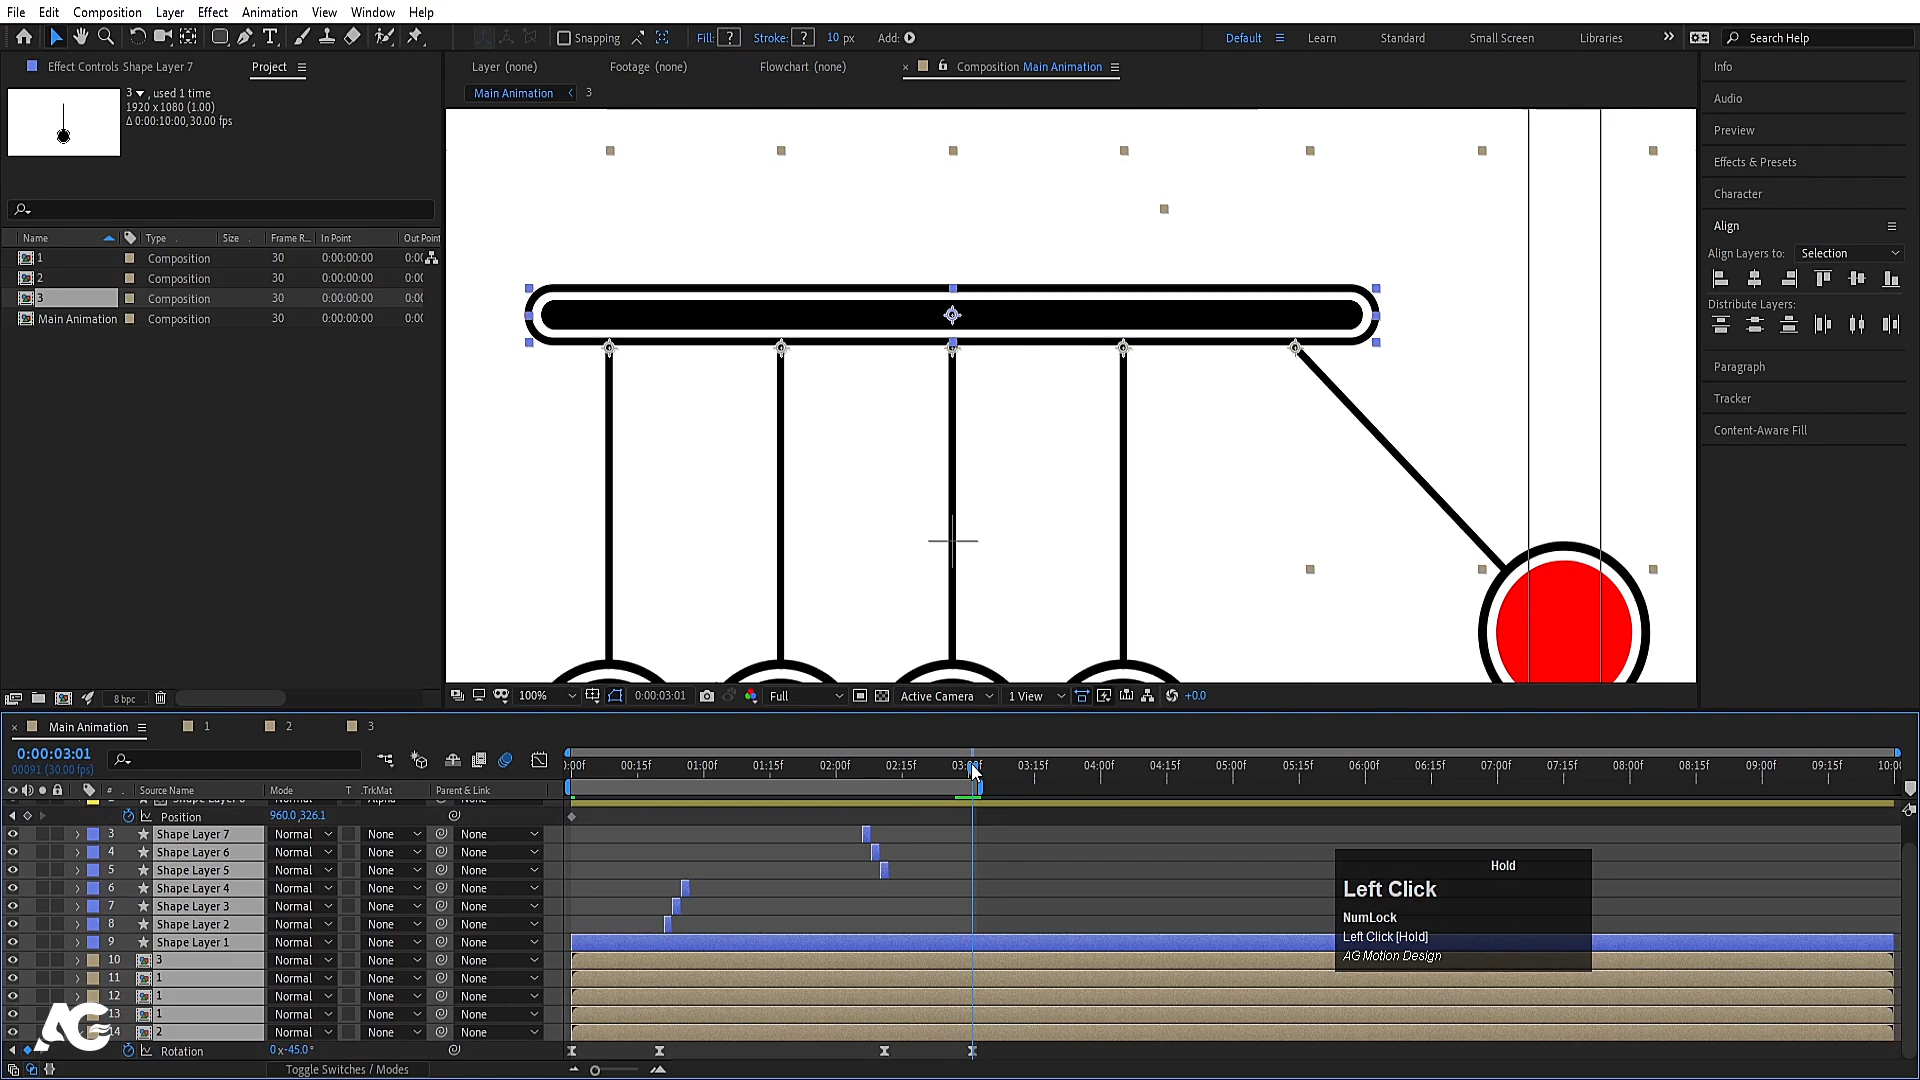 File Edit Composition Layer Effect Animation View Window Help
Snapping Fill: ? Stroke: ? 10 px Add: Default Learn Standard Small Screen Libraries Search Help
Effect Controls Shape Layer 7 Project
Layer (none) Footage (none) Flowchart (none) Composition Main Animation
Main Animation 3
3 , used 1 time
1920 x 1080 (1.00)
Δ 0:00:10:00,30.00 fps
Name Type Size Frame R... In Point Out Point
1 Composition 30 0:00:00:00
2 Composition 30 0:00:00:00
3 Composition 30 0:00:00:00
Main Animation Composition 30 0:00:00:00
8 bpc
Info
Audio
Preview
Effects & Presets
Character
Align
Align Layers to: Selection
Distribute Layers:
Paragraph
Tracker
Content-Aware Fill
100% 0:00:03:01 Full Active Camera 1 View +0.0
Main Animation 1 2 3
0:00:03:01
00091 (30.00 fps)
:00f 00:15f 01:00f 01:15f 02:00f 02:15f 03:00f 03:15f 04:00f 04:15f 05:00f 05:15f 06:00f 06:15f 07:00f 07:15f 08:00f 08:15f 09:00f 09:15f 10:0
# Source Name Mode T .TrkMat Parent & Link
Position 960.0,326.1
3 Shape Layer 7 Normal None None
4 Shape Layer 6 Normal None None
5 Shape Layer 5 Normal None None
6 Shape Layer 4 Normal None None
7 Shape Layer 3 Normal None None
8 Shape Layer 2 Normal None None
9 Shape Layer 1 Normal None None
10 3 Normal None None
11 1 Normal None None
12 1 Normal None None
13 1 Normal None None
14 2 Normal None None
Rotation 0x-45.0°
Toggle Switches / Modes
Hold
Left Click
NumLock
Left Click [Hold]
AG Motion Design
AG